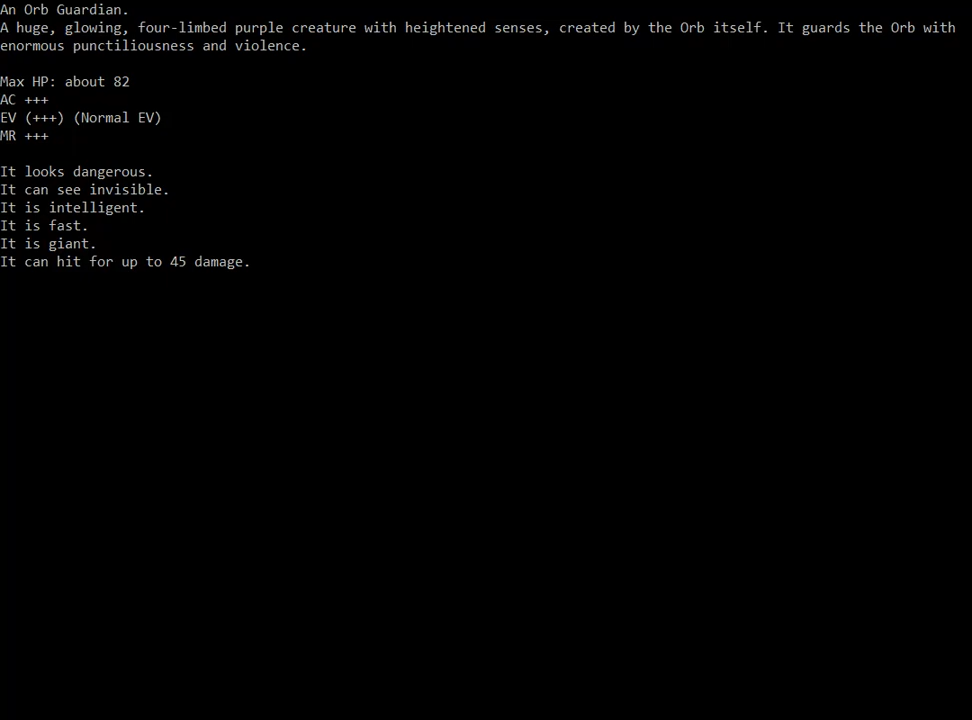 An Orb Guardian.
A huge, glowing, four-limbed purple creature with heightened senses, created by the Orb itself. It guards the Orb with
enormous punctiliousness and violence.
Max HP: about 82
AC +++
EV (+++) (Normal EV)
MR +++
It looks dangerous.
It can see invisible.
It is intelligent.
It is fast.
It is giant.
It can hit for up to 45 damage.